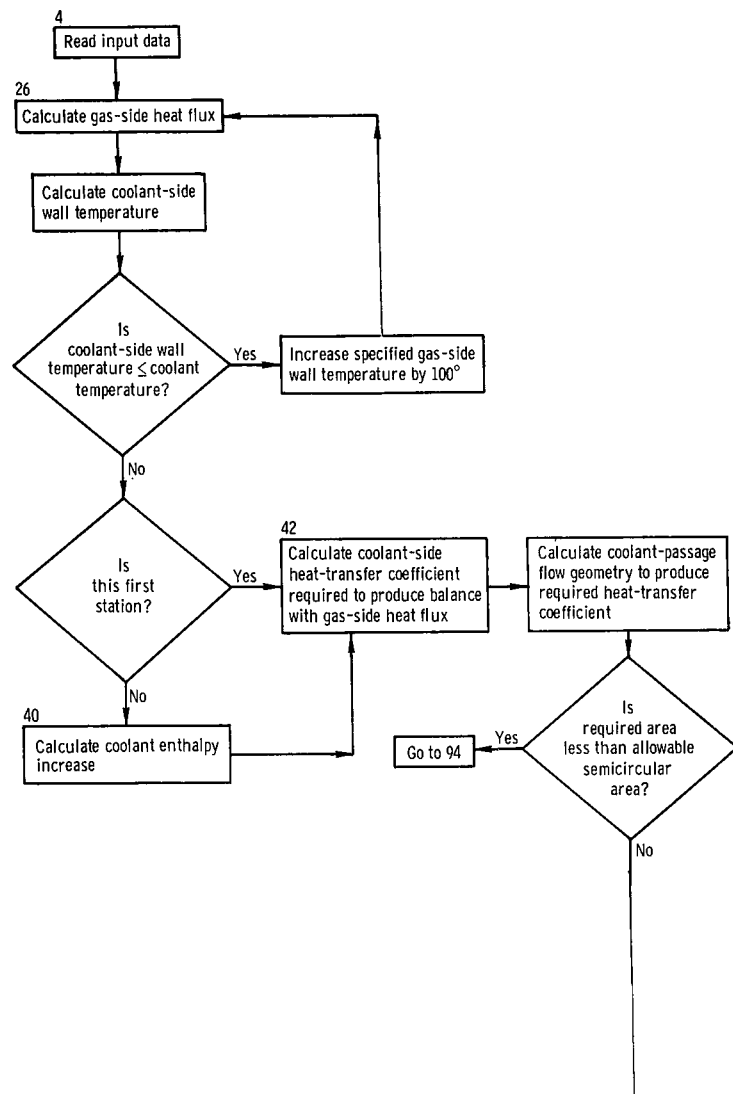 4
Read input data
26
Calculate gas-side heat flux
Calculate coolant-side
wall temperature
Is
coolant-side wall
temperature ≤ coolant
temperature?
Yes
Increase specified gas-side
wall temperature by 100°
No
Is
this first
station?
Yes
42
Calculate coolant-side
heat-transfer coefficient
required to produce balance
with gas-side heat flux
Calculate coolant-passage
flow geometry to produce
required heat-transfer
coefficient
No
40
Calculate coolant enthalpy
increase
Is
required area
less than allowable
semicircular
area?
Yes
Go to 94
No